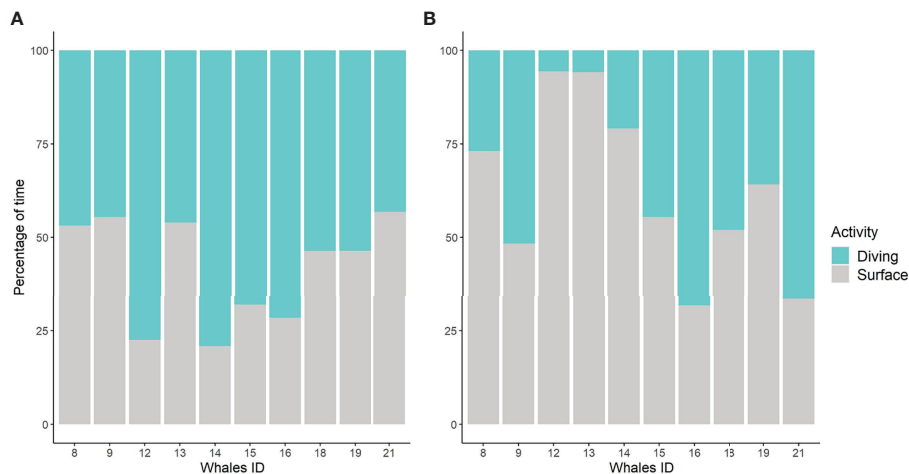 A
B
100
75
50
25
0
Percentage of time
8 9 12 13 14 15 16 18 19 21
Whales ID
100
75
50
25
0
8 9 12 13 14 15 16 18 19 21
Whales ID
Activity
Diving
Surface